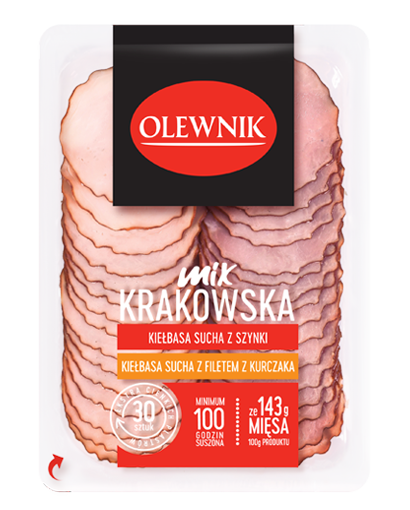 OLEWNIK
mix
KRAKOWSKA
KIEŁBASA SUCHA Z SZYNKI
KIEŁBASA SUCHA Z FILETEM Z KURCZAKA
30
sztuk
MINIMUM
100
GODZIN
SUSZONA
ze 143g
MIĘSA
100g PRODUKTU